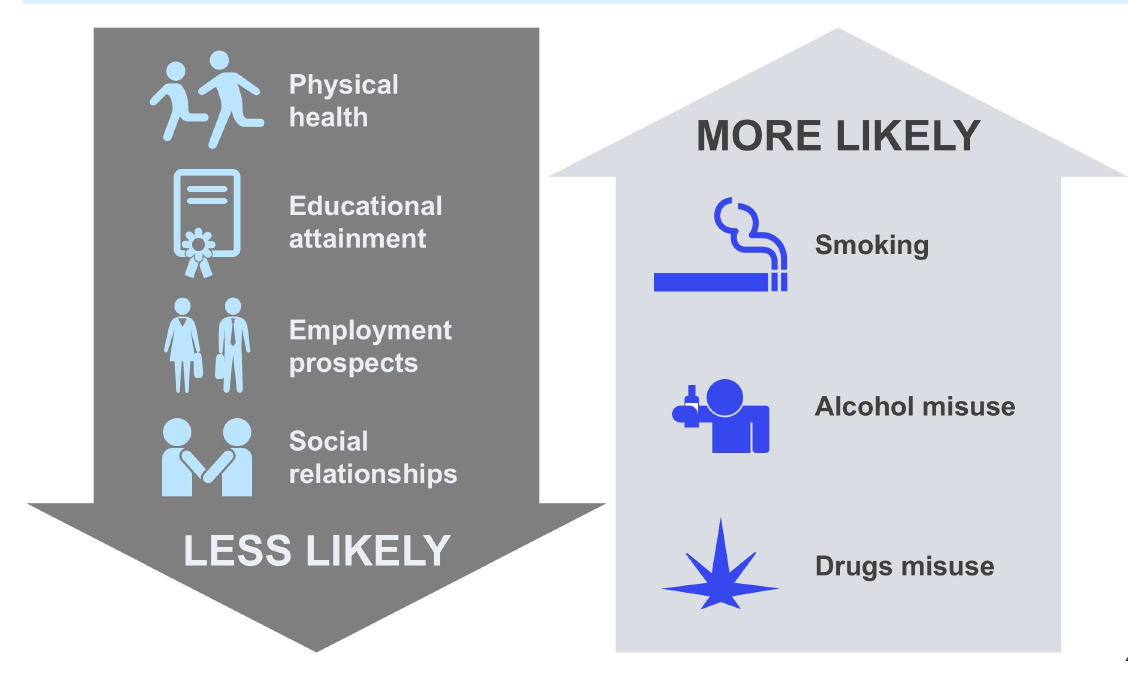 Physical
health
Educational
attainment
Employment
prospects
Social
relationships
LESS LIKELY
MORE LIKELY
Smoking
Alcohol misuse
Drugs misuse